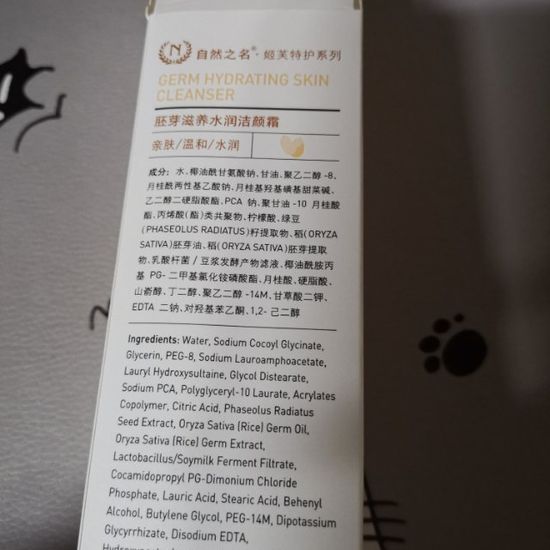 N 自然之名® · 姬芙特护系列
GERM HYDRATING SKIN
CLEANSER
胚芽滋养水润洁颜霜
亲肤/温和/水润
成分：水、椰油酰甘氨酸钠、甘油、聚乙二醇-8、
月桂酰两性基乙酸钠、月桂基羟基磺基甜菜碱、
乙二醇二硬脂酸酯、PCA 钠、聚甘油-10 月桂酸
酯、丙烯酸(酯)类共聚物、柠檬酸、绿豆
(PHASEOLUS RADIATUS)籽提取物、稻(ORYZA
SATIVA)胚芽油、稻(ORYZA SATIVA)胚芽提取
物、乳酸杆菌/豆浆发酵产物滤液、椰油酰胺丙
基 PG-二甲基氯化铵磷酸酯、月桂酸、硬脂酸、
山嵛醇、丁二醇、聚乙二醇-14M、甘草酸二钾、
EDTA 二钠、对羟基苯乙酮、1,2-己二醇
Ingredients: Water, Sodium Cocoyl Glycinate,
Glycerin, PEG-8, Sodium Lauroamphoacetate,
Lauryl Hydroxysultaine, Glycol Distearate,
Sodium PCA, Polyglyceryl-10 Laurate, Acrylates
Copolymer, Citric Acid, Phaseolus Radiatus
Seed Extract, Oryza Sativa (Rice) Germ Oil,
Oryza Sativa (Rice) Germ Extract,
Lactobacillus/Soymilk Ferment Filtrate,
Cocamidopropyl PG-Dimonium Chloride
Phosphate, Lauric Acid, Stearic Acid, Behenyl
Alcohol, Butylene Glycol, PEG-14M, Dipotassium
Glycyrrhizate, Disodium EDTA,